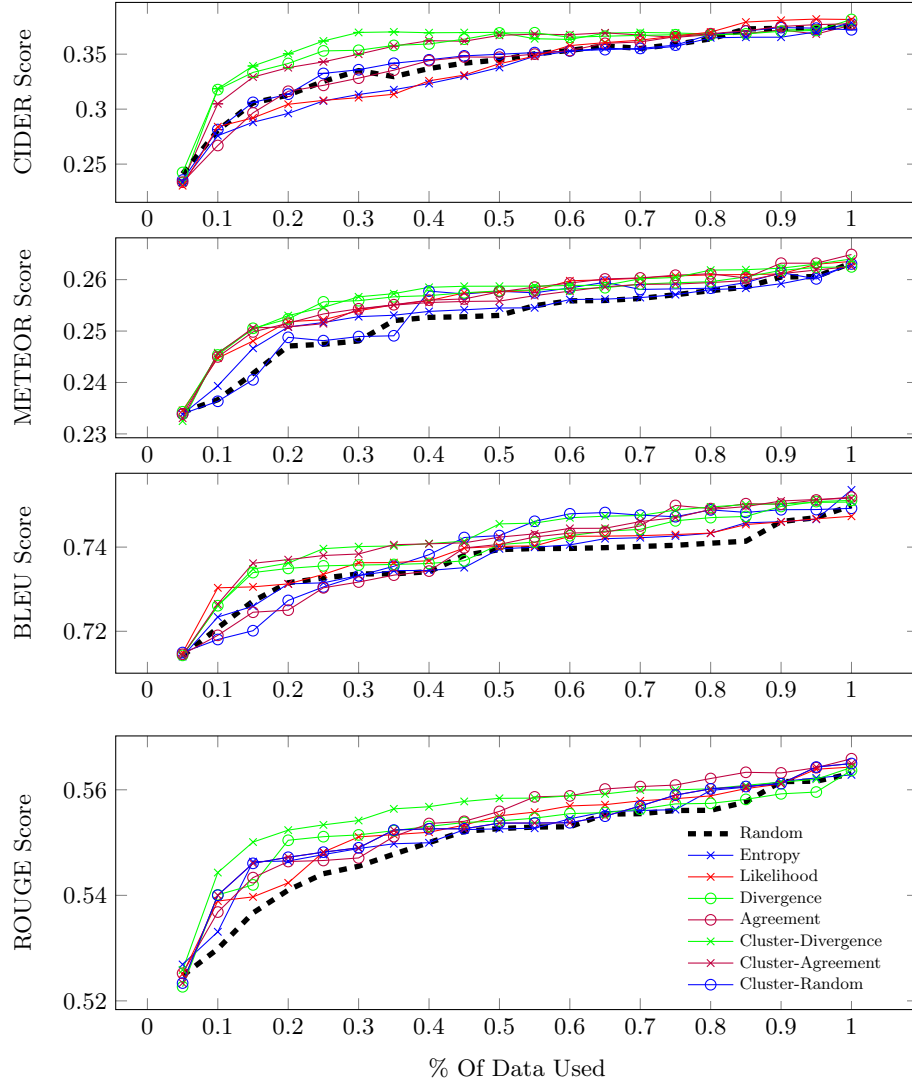 CIDER Score
0.35
0.3
0.25
0 0.1 0.2 0.3 0.4 0.5 0.6 0.7 0.8 0.9 1
METEOR Score
0.26
0.25
0.24
0.23
0 0.1 0.2 0.3 0.4 0.5 0.6 0.7 0.8 0.9 1
BLEU Score
0.74
0.72
0 0.1 0.2 0.3 0.4 0.5 0.6 0.7 0.8 0.9 1
ROUGE Score
0.56
0.54
0.52
Random
Entropy
Likelihood
Divergence
Agreement
Cluster-Divergence
Cluster-Agreement
Cluster-Random
0 0.1 0.2 0.3 0.4 0.5 0.6 0.7 0.8 0.9 1
% Of Data Used